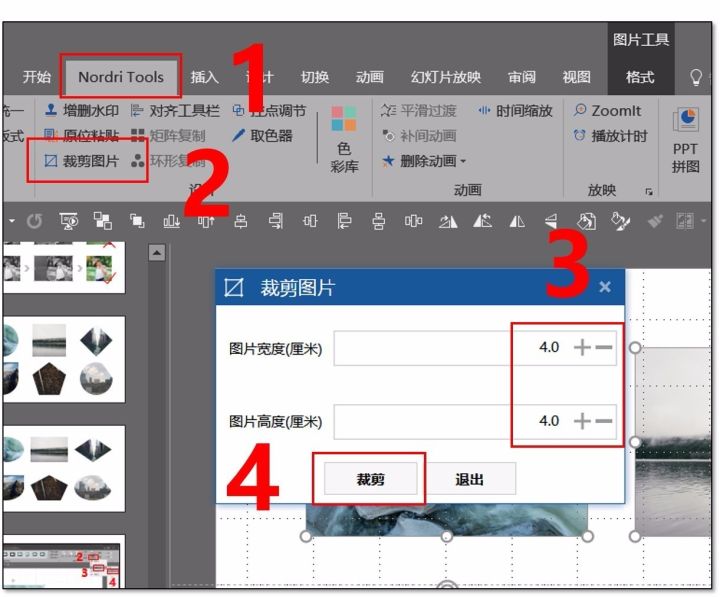 图片工具
开始 Nordri Tools 插入 设计 切换 动画 幻灯片放映 审阅 视图 格式
1
统一 增删水印 对齐工具栏 控点调节 平滑过渡 时间缩放 ZoomIt
版式 原位粘贴 矩阵复制 取色器 补间动画 播放计时
裁剪图片 环形复制 色彩库 删除动画 PPT拼图
2
设计 动画 放映
3
裁剪图片
图片宽度(厘米) 4.0
图片高度(厘米) 4.0
4
裁剪 退出
2
3
4